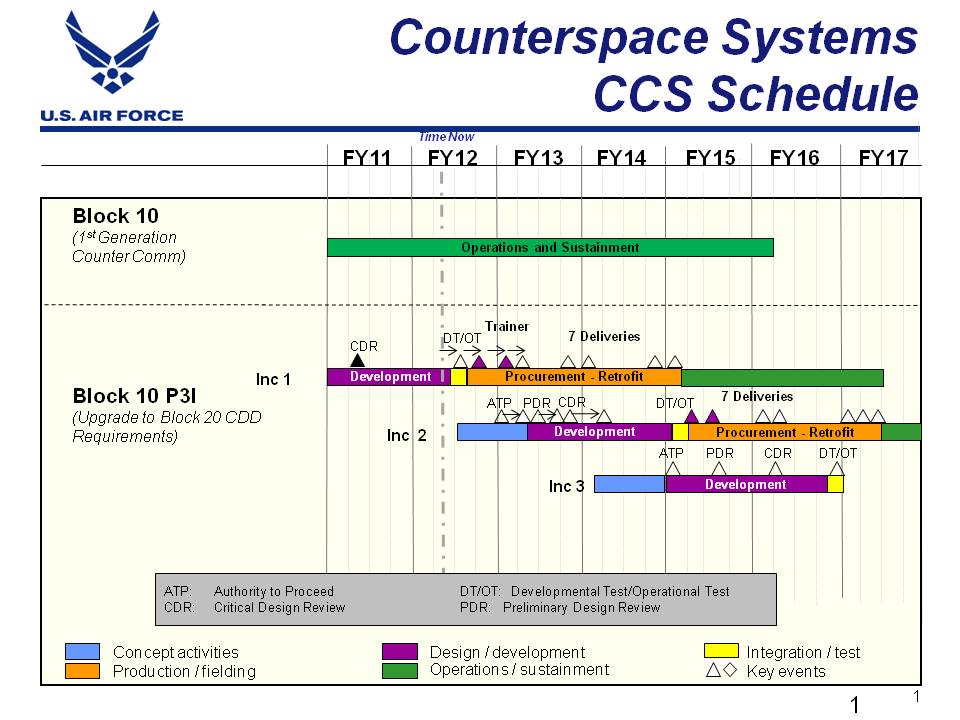 Counterspace Systems
CCS Schedule
U.S. AIR FORCE
Time Now
FY11 FY12 FY13 FY14 FY15 FY16 FY17
Block 10
(1st Generation
Counter Comm)
Operations and Sustainment
Trainer
DT/OT
7 Deliveries
CDR
Inc 1
Development
Procurement - Retrofit
Block 10 P3I
(Upgrade to Block 20 CDD
Requirements)
7 Deliveries
ATP PDR CDR
DT/OT
Inc 2
Development
Procurement - Retrofit
ATP PDR CDR DT/OT
Inc 3
Development
ATP: Authority to Proceed
DT/OT: Developmental Test/Operational Test
CDR: Critical Design Review
PDR: Preliminary Design Review
Concept activities
Design / development
Integration / test
Production / fielding
Operations / sustainment
Key events
1
1